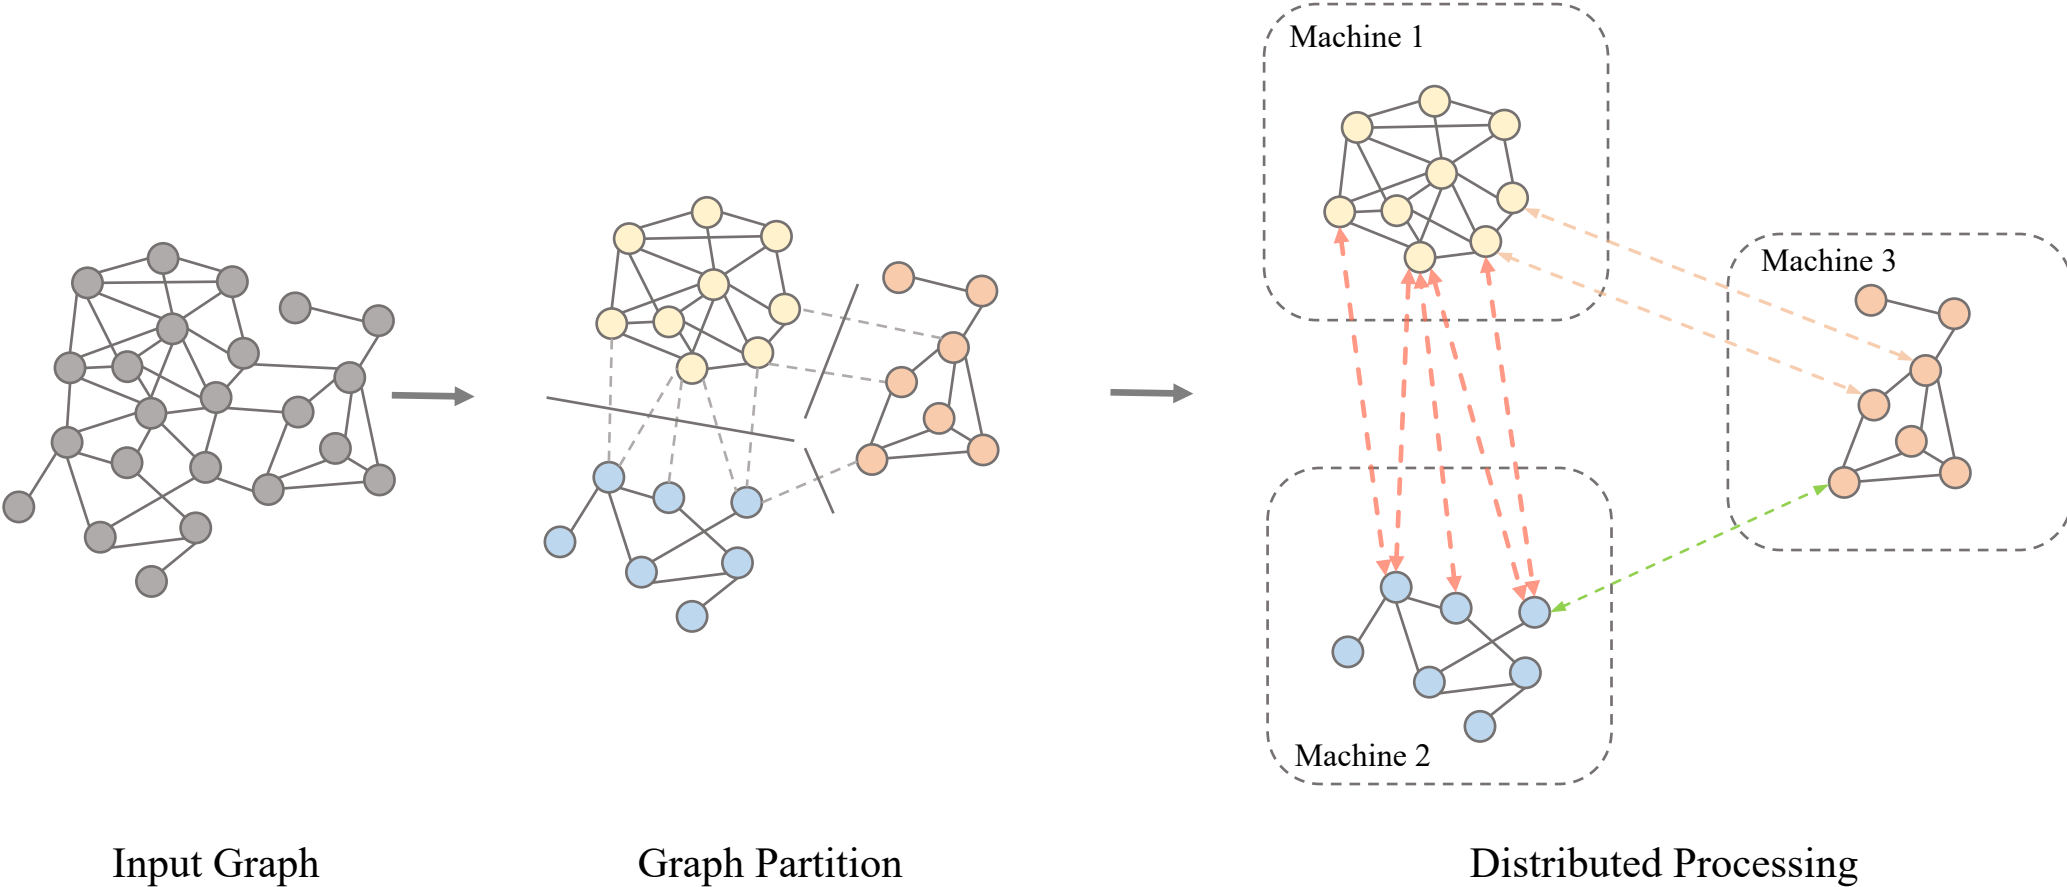 Machine 1
Machine 3
Machine 2
Input Graph
Graph Partition
Distributed Processing